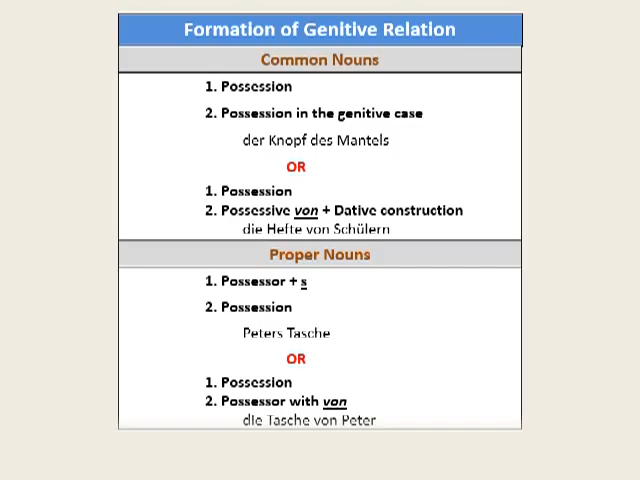 Formation of Genitive Relation
Common Nouns
1. Possession
2. Possession in the genitive case
der Knopf des Mantels
OR
1. Possession
2. Possessive von + Dative construction
die Hefte von Schülern
Proper Nouns
1. Possessor + s
2. Possession
Peters Tasche
OR
1. Possession
2. Possessor with von
die Tasche von Peter